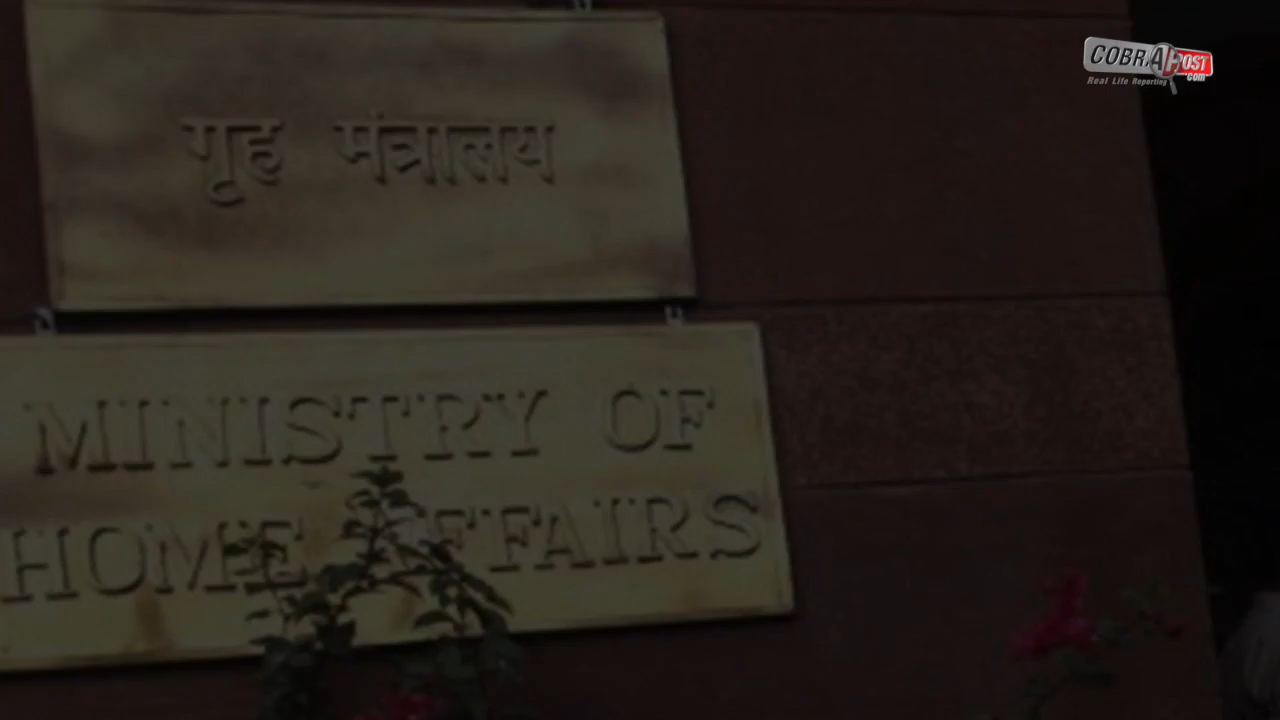 गृह मंत्रालय
MINISTRY OF
HOME AFFAIRS
COBRAPOST
.com
Real Life Reporting